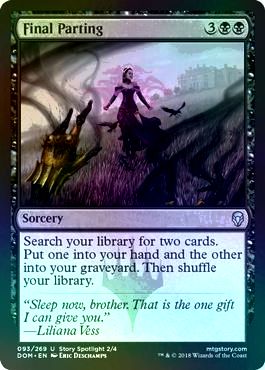 Final Parting 3
Sorcery
Search your library for two cards.
Put one into your hand and the other
into your graveyard. Then shuffle
your library.
“Sleep now, brother. That is the one gift
I can give you.”
—Liliana Vess
093/269 U Story Spotlight 2/4 mtgstory.com
DOM • EN Eric Deschamps ™ & © 2018 Wizards of the Coast